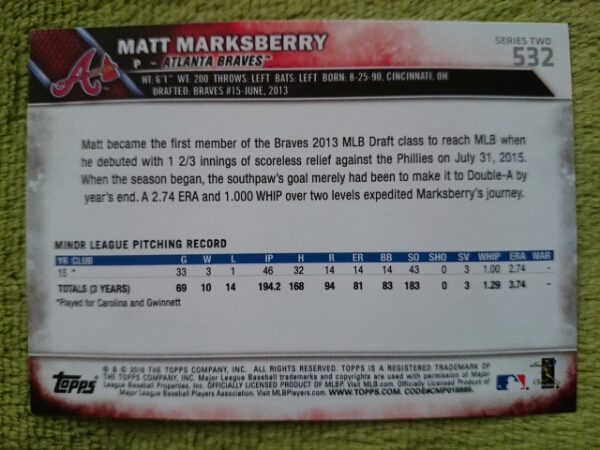 MATT MARKSBERRY
SERIES TWO
532
P - ATLANTA BRAVES™
HT: 6'1" WT: 200 THROWS: LEFT BATS: LEFT BORN: 8-25-90, CINCINNATI, OH
DRAFTED: BRAVES #15-JUNE, 2013
Matt became the first member of the Braves 2013 MLB Draft class to reach MLB when
he debuted with 1 2/3 innings of scoreless relief against the Phillies on July 31, 2015.
When the season began, the southpaw's goal merely had been to make it to Double-A by
year's end. A 2.74 ERA and 1.000 WHIP over two levels expedited Marksberry's journey.
MINOR LEAGUE PITCHING RECORD
YR CLUB G W L IP H R ER BB SO SHO SV WHIP ERA WAR
15 * 33 3 1 46 32 14 14 14 43 0 3 1.00 2.74 -
TOTALS (3 YEARS) 69 10 14 194.2 168 94 81 83 183 0 3 1.29 3.74 -
*Played for Carolina and Gwinnett
Topps
® & © 2016 THE TOPPS COMPANY, INC. ALL RIGHTS RESERVED. TOPPS IS A REGISTERED TRADEMARK OF
THE TOPPS COMPANY, INC. Major League Baseball trademarks and copyrights are used with permission of Major
League Baseball Properties, Inc. OFFICIALLY LICENSED PRODUCT OF MLBP. Visit MLB.com. Officially Licensed Product of
Major League Baseball Players Association. Visit MLBPlayers.com. WWW.TOPPS.COM.